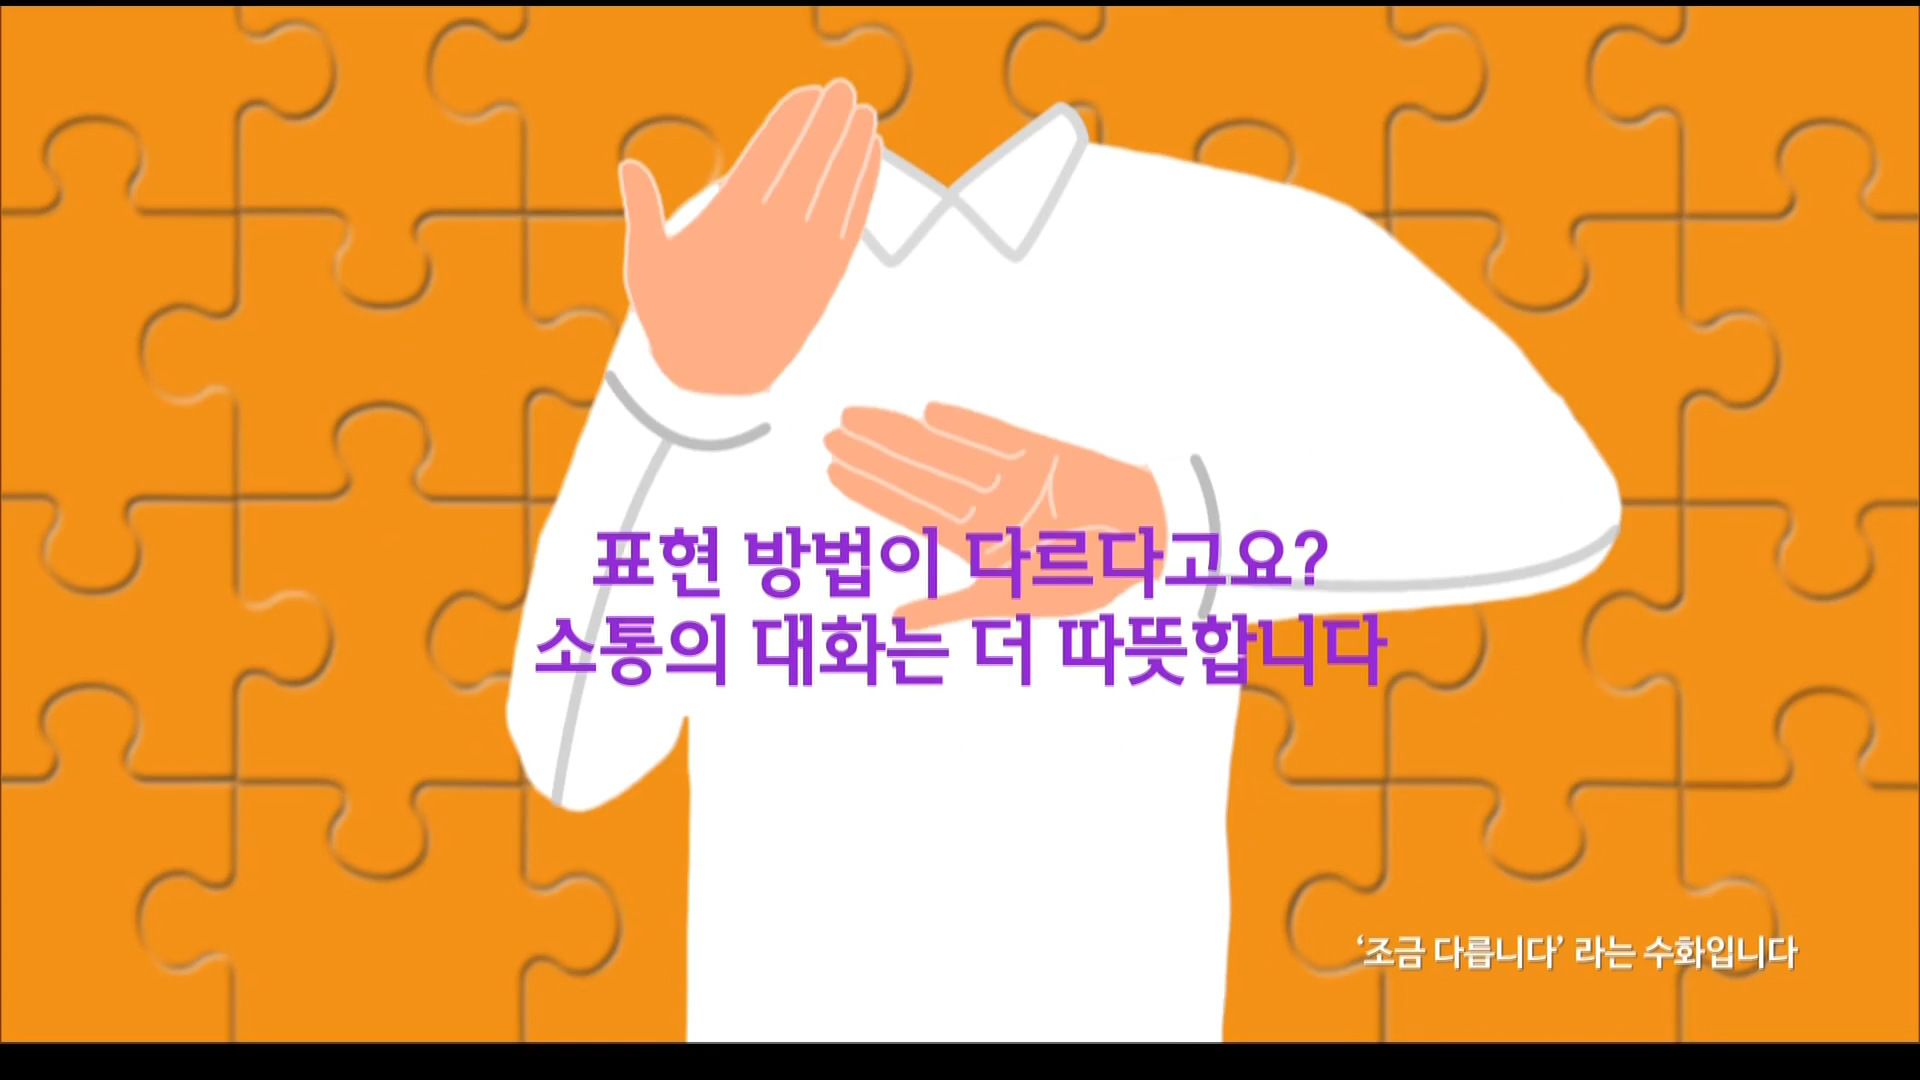 표현 방법이 다르다고요?
소통의 대화는 더 따뜻합니다
‘조금 다릅니다’ 라는 수화입니다